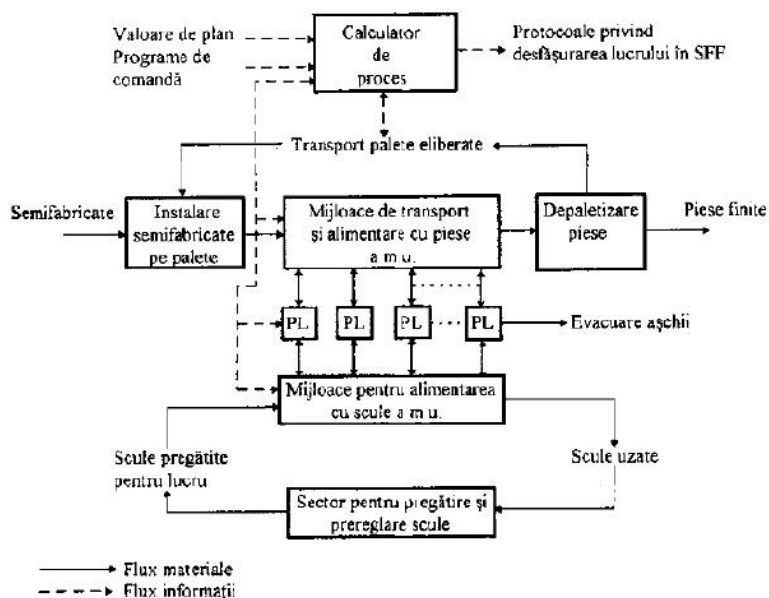 Valoare de plan
Programe de
comandă
Calculator
de
proces
Protocoale privind
desfășurarea lucrului în SFF
Transport palete eliberate
Semifabricate
Instalare
semifabricate
pe palete
Mijloace de transport
și alimentare cu piese
a m.u.
Depaletizare
piese
Piese finite
PL
PL
PL
PL
Evacuare așchii
Mijloace pentru alimentarea
cu scule a m.u.
Scule pregătite
pentru lucru
Scule uzate
Sector pentru pregătire și
prereglare scule
Flux materiale
Flux informații